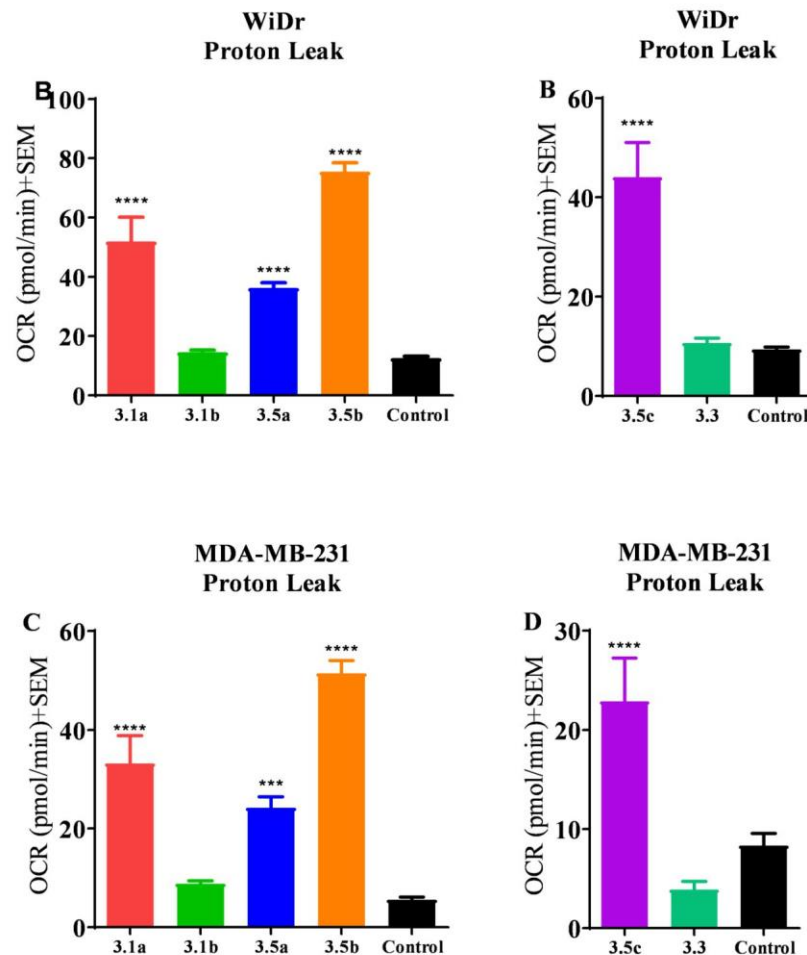 WiDr
Proton Leak
B
OCR (pmol/min)+SEM
100
80
60
40
20
0
****
****
****
3.1a 3.1b 3.5a 3.5b Control
WiDr
Proton Leak
B
OCR (pmol/min)+SEM
60
40
20
0
****
3.5c 3.3 Control
MDA-MB-231
Proton Leak
C
OCR (pmol/min)+SEM
60
40
20
0
****
***
****
3.1a 3.1b 3.5a 3.5b Control
MDA-MB-231
Proton Leak
D
OCR (pmol/min)+SEM
30
20
10
0
****
3.5c 3.3 Control